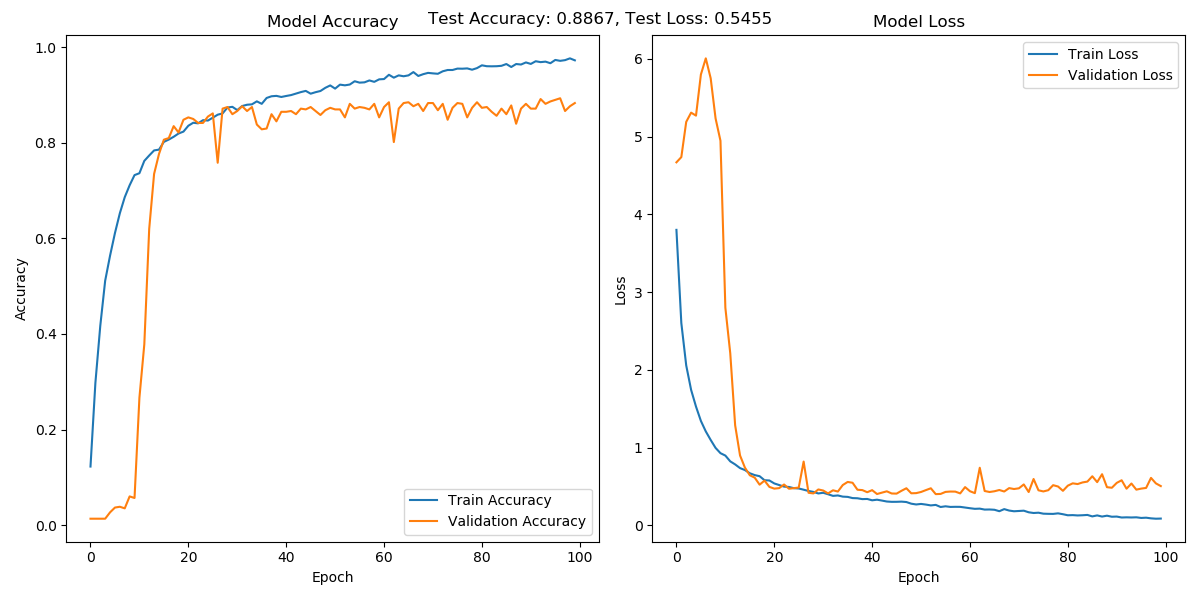 Test Accuracy: 0.8867, Test Loss: 0.5455
Model Accuracy
1.0
0.8
0.6
0.4
0.2
0.0
Accuracy
0
20
40
60
80
100
Epoch
Train Accuracy
Validation Accuracy
Model Loss
6
5
4
3
2
1
0
Loss
0
20
40
60
80
100
Epoch
Train Loss
Validation Loss